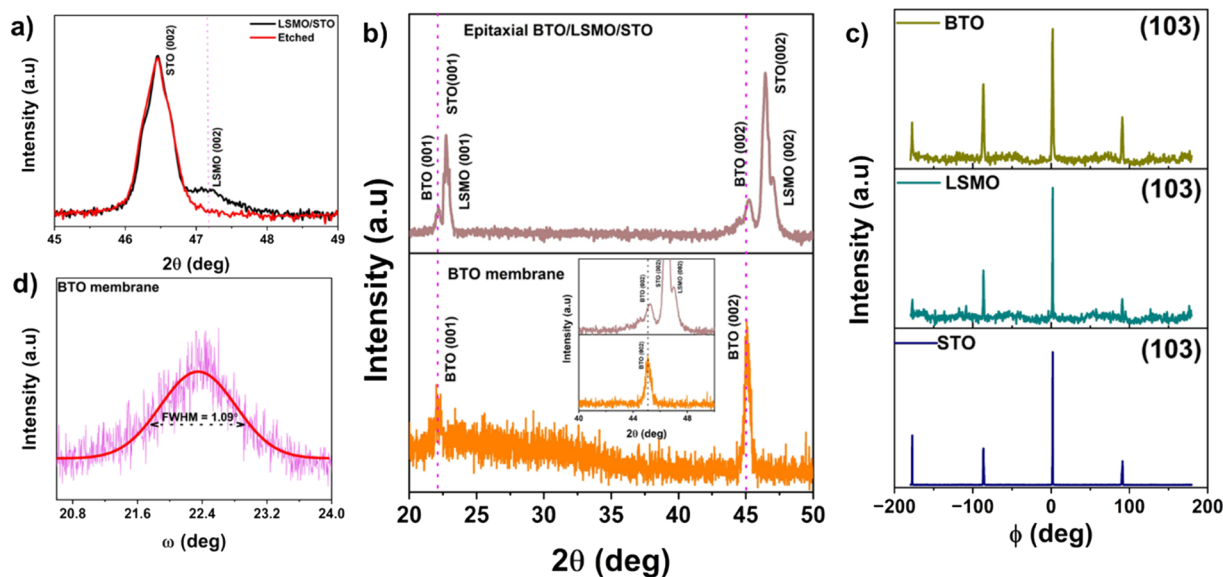 a)
LSMO/STO
Etched
STO (002)
LSMO (002)
Intensity (a.u)
45 46 47 48 49
2θ (deg)
b)
Epitaxial BTO/LSMO/STO
BTO (001)
STO(001)
LSMO (001)
BTO (002)
STO(002)
LSMO (002)
Intensity (a.u)
BTO membrane
BTO (001)
BTO (002)
BTO (002)
STO (002)
LSMO (002)
Intensity (a.u)
BTO (002)
40 44 48
2θ (deg)
20 25 30 35 40 45 50
2θ (deg)
c)
BTO (103)
LSMO (103)
STO (103)
Intensity (a.u)
−200 −100 0 100 200
ϕ (deg)
d)
BTO membrane
FWHM = 1.09°
Intensity (a.u)
20.8 21.6 22.4 23.2 24.0
ω (deg)